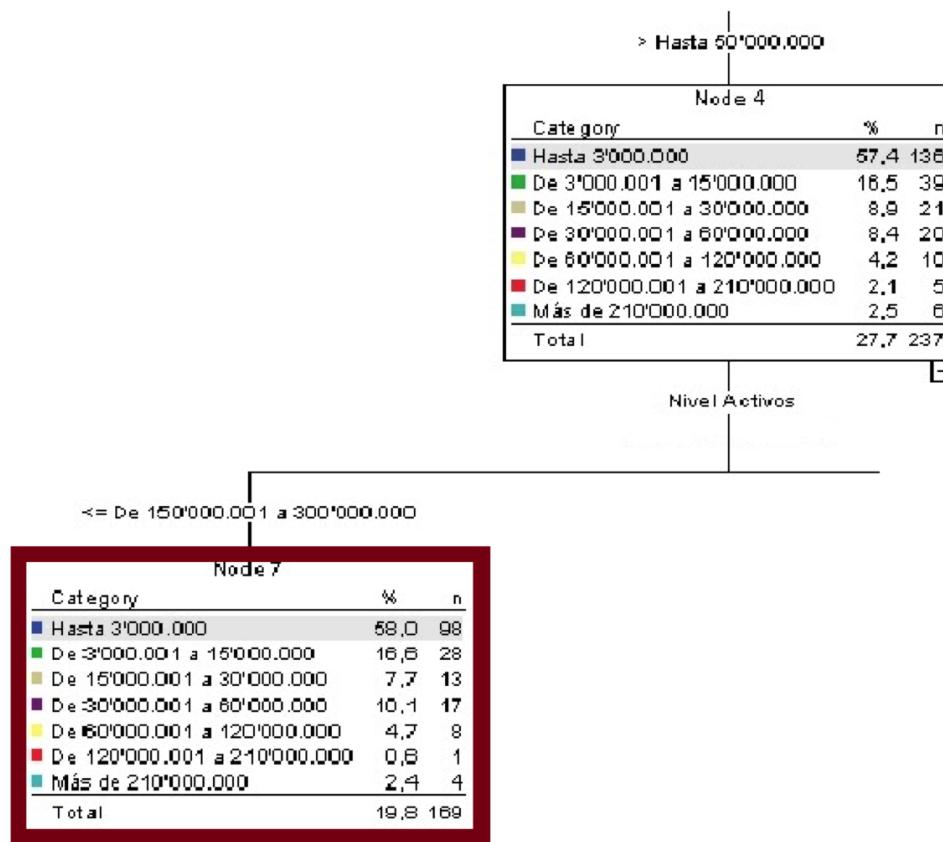 > Hasta 50'000.000
Node 4
Category % n
Hasta 3'000.000 57,4 136
De 3'000.001 a 15'000.000 16,5 39
De 15'000.001 a 30'000.000 8,9 21
De 30'000.001 a 60'000.000 8,4 20
De 60'000.001 a 120'000.000 4,2 10
De 120'000.001 a 210'000.000 2,1 5
Más de 210'000.000 2,5 6
Total 27,7 237
Nivel Activos
<= De 150'000.001 a 300'000.000
Node 7
Category % n
Hasta 3'000.000 58,0 98
De 3'000.001 a 15'000.000 16,6 28
De 15'000.001 a 30'000.000 7,7 13
De 30'000.001 a 60'000.000 10,1 17
De 60'000.001 a 120'000.000 4,7 8
De 120'000.001 a 210'000.000 0,6 1
Más de 210'000.000 2,4 4
Total 19,8 169